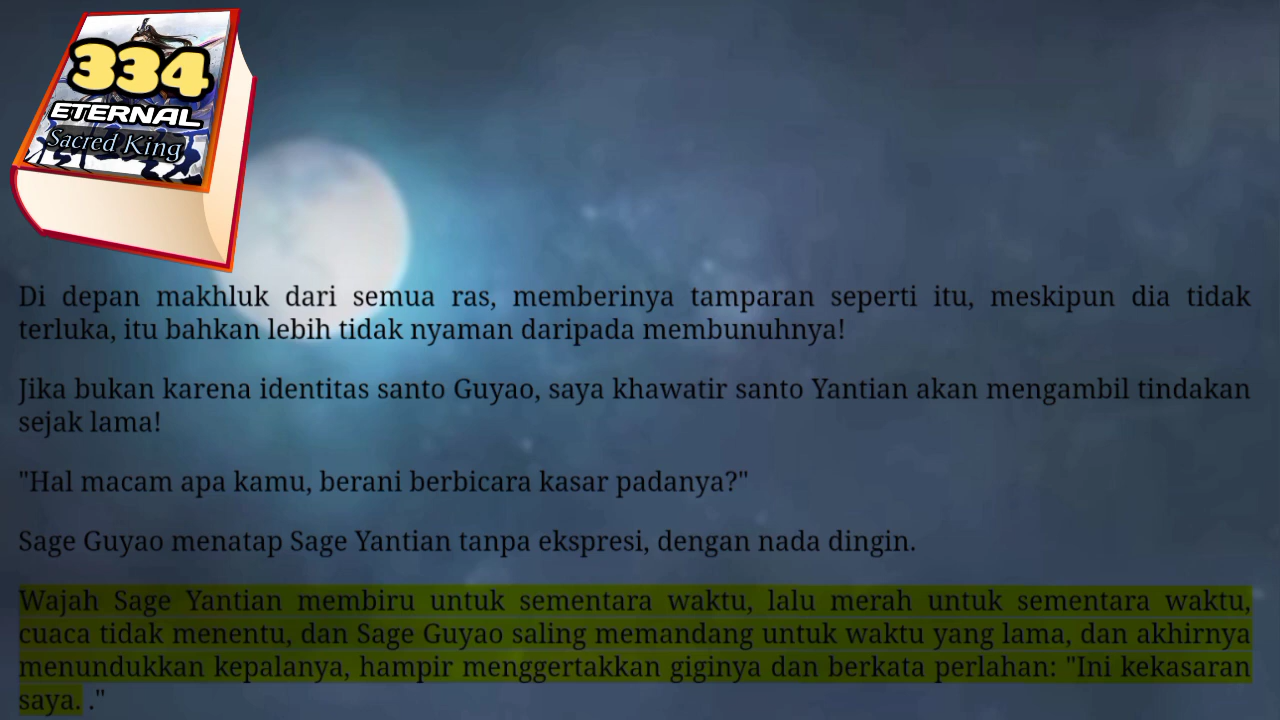 334
ETERNAL
Sacred King
Di depan makhluk dari semua ras, memberinya tamparan seperti itu, meskipun dia tidak
terluka, itu bahkan lebih tidak nyaman daripada membunuhnya!
Jika bukan karena identitas santo Guyao, saya khawatir santo Yantian akan mengambil tindakan
sejak lama!
"Hal macam apa kamu, berani berbicara kasar padanya?"
Sage Guyao menatap Sage Yantian tanpa ekspresi, dengan nada dingin.
Wajah Sage Yantian membiru untuk sementara waktu, lalu merah untuk sementara waktu,
cuaca tidak menentu, dan Sage Guyao saling memandang untuk waktu yang lama, dan akhirnya
menundukkan kepalanya, hampir menggertakkan giginya dan berkata perlahan: "Ini kekasaran
saya. ."